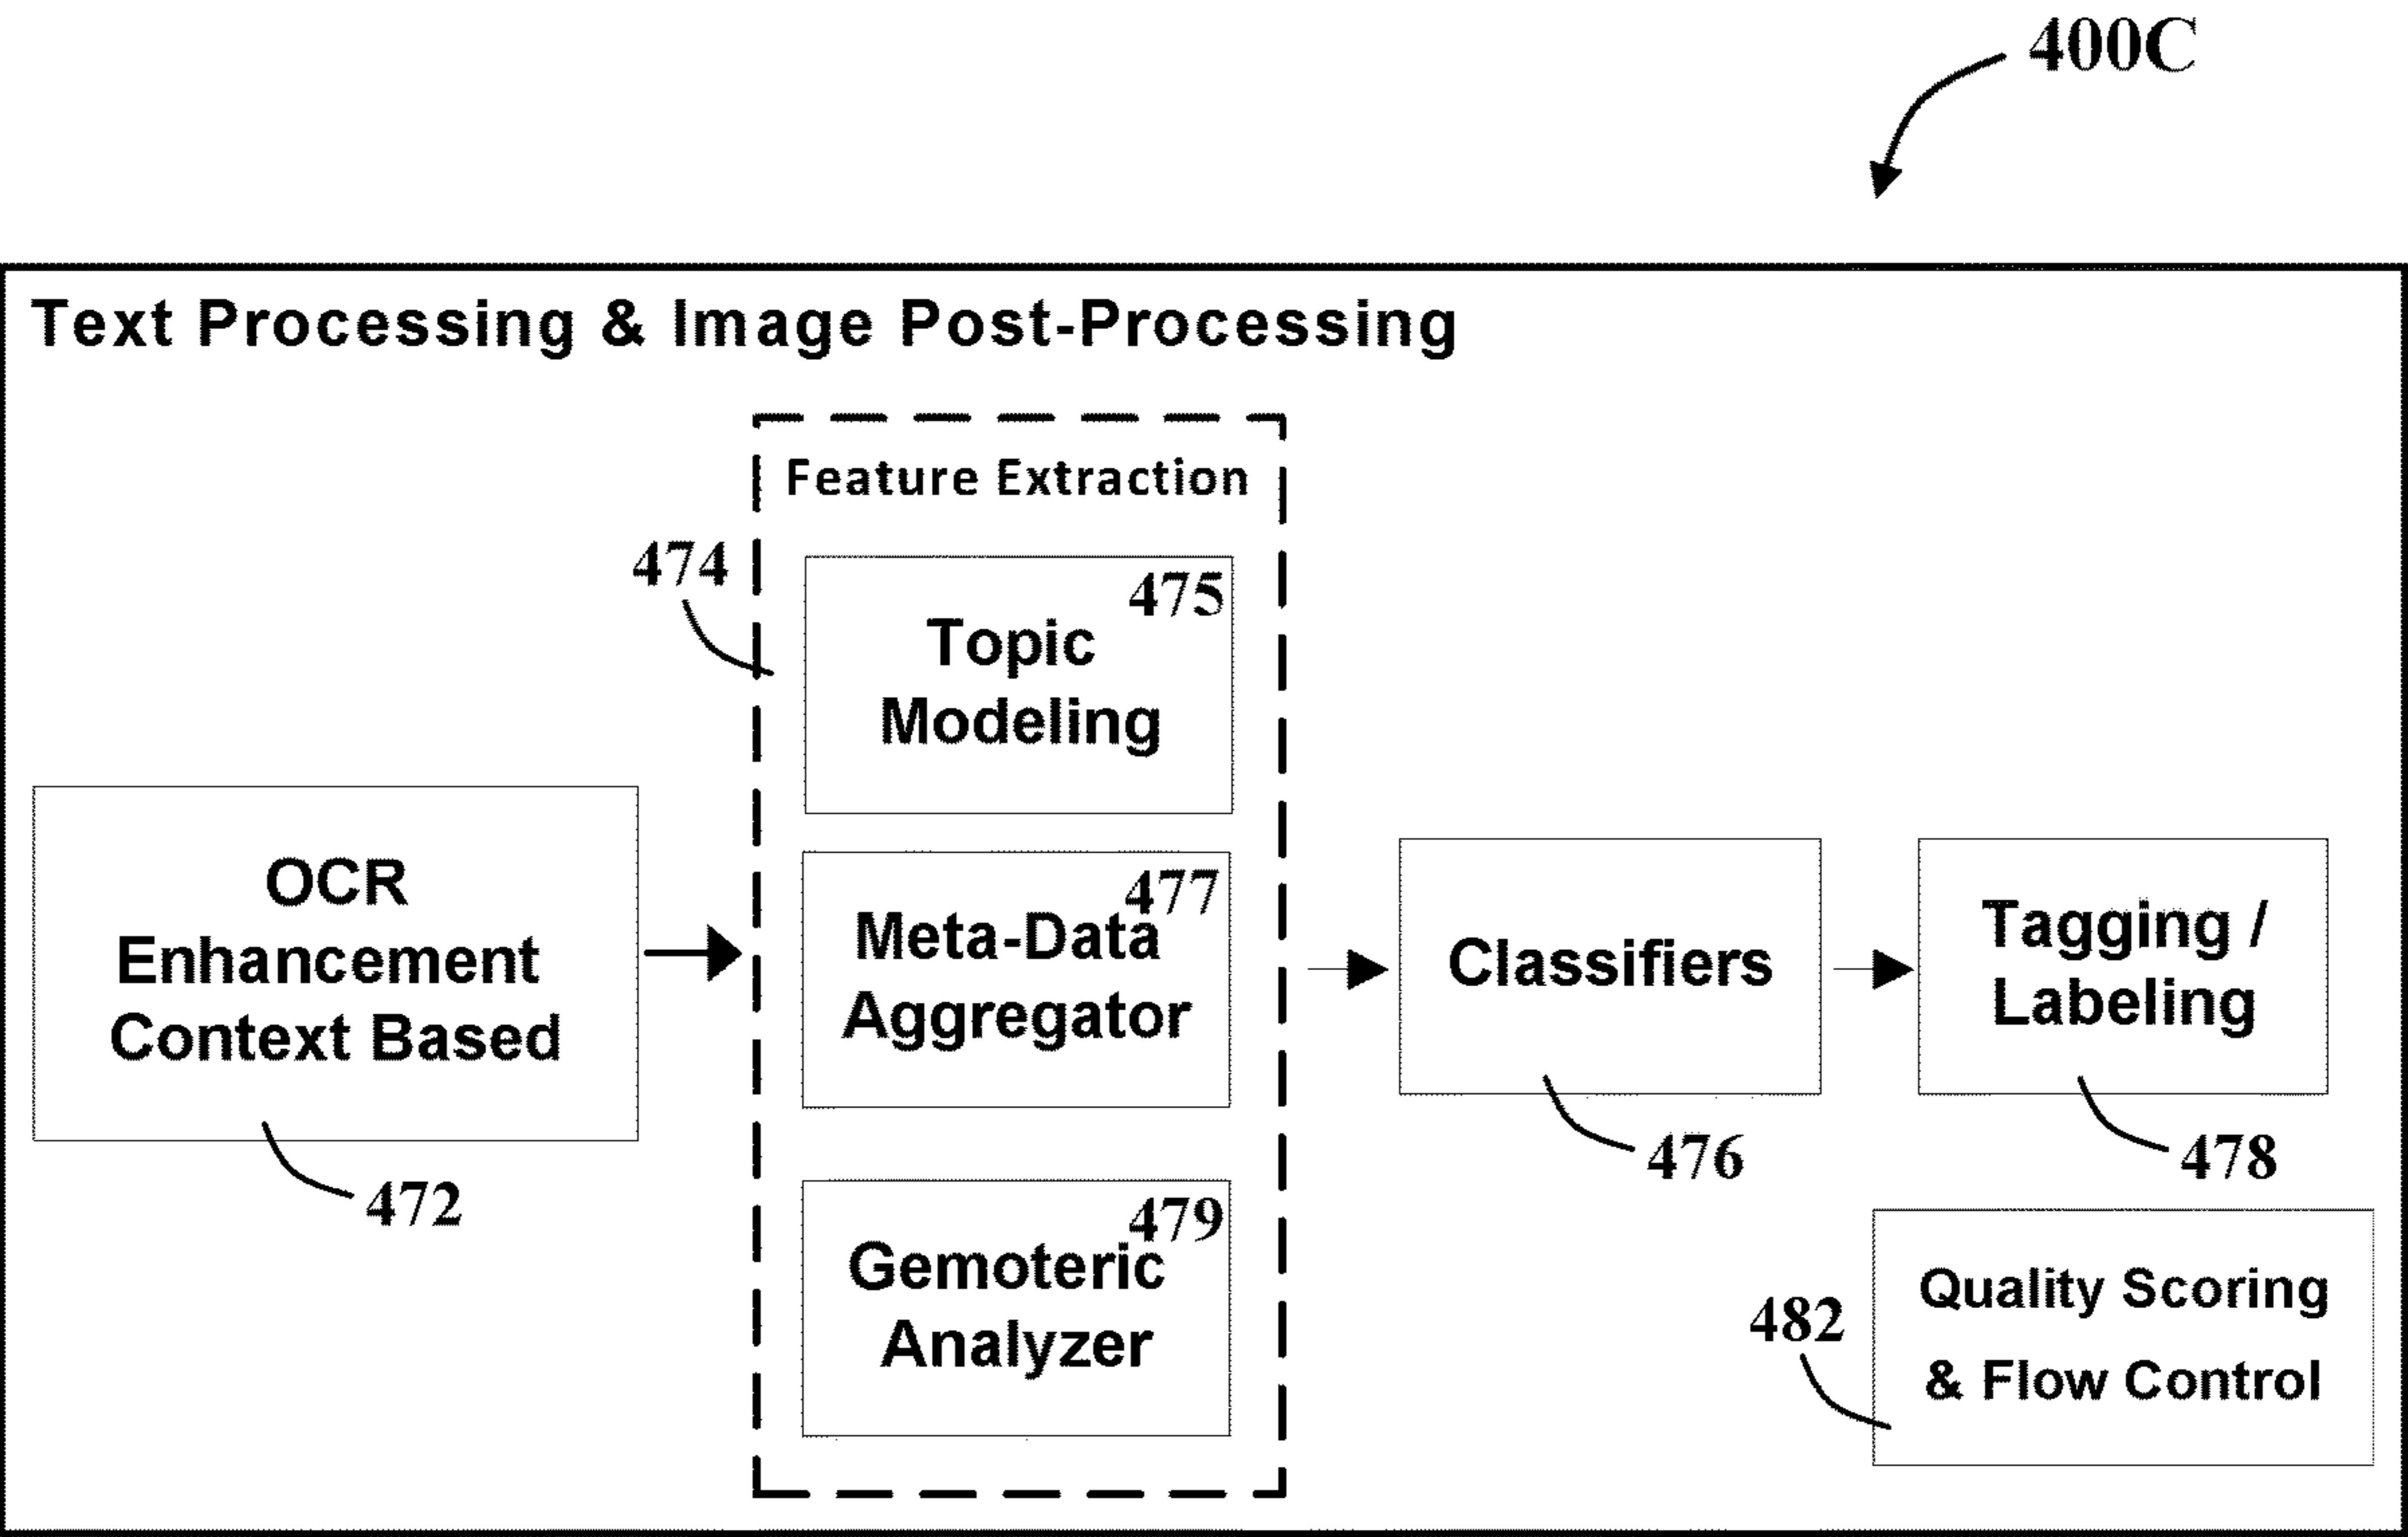 400C
Text Processing & Image Post-Processing
Feature Extraction
474
475
Topic
Modeling
OCR
Enhancement
Context Based
472
477
Meta-Data
Aggregator
479
Gemoteric
Analyzer
Classifiers
476
Tagging /
Labeling
478
482
Quality Scoring
& Flow Control